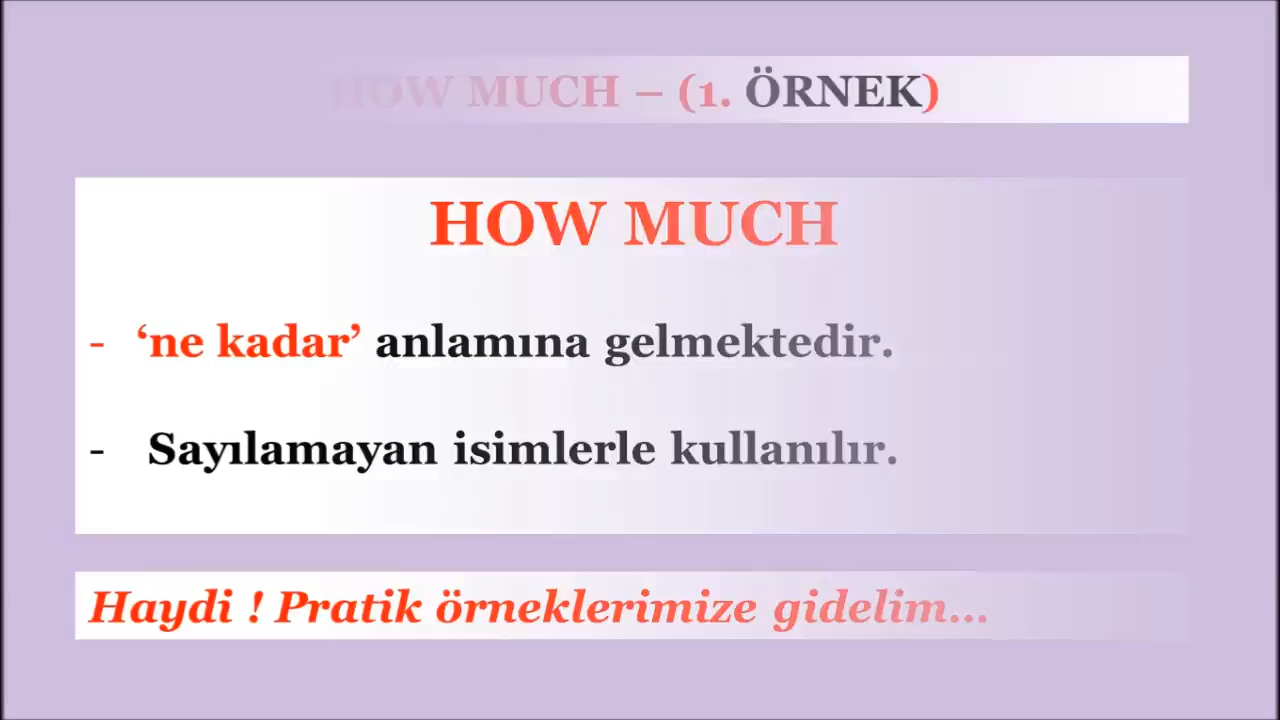 HOW MUCH – (1. ÖRNEK)
HOW MUCH
- ‘ne kadar’ anlamına gelmektedir.
- Sayılamayan isimlerle kullanılır.
Haydi ! Pratik örneklerimize gidelim...